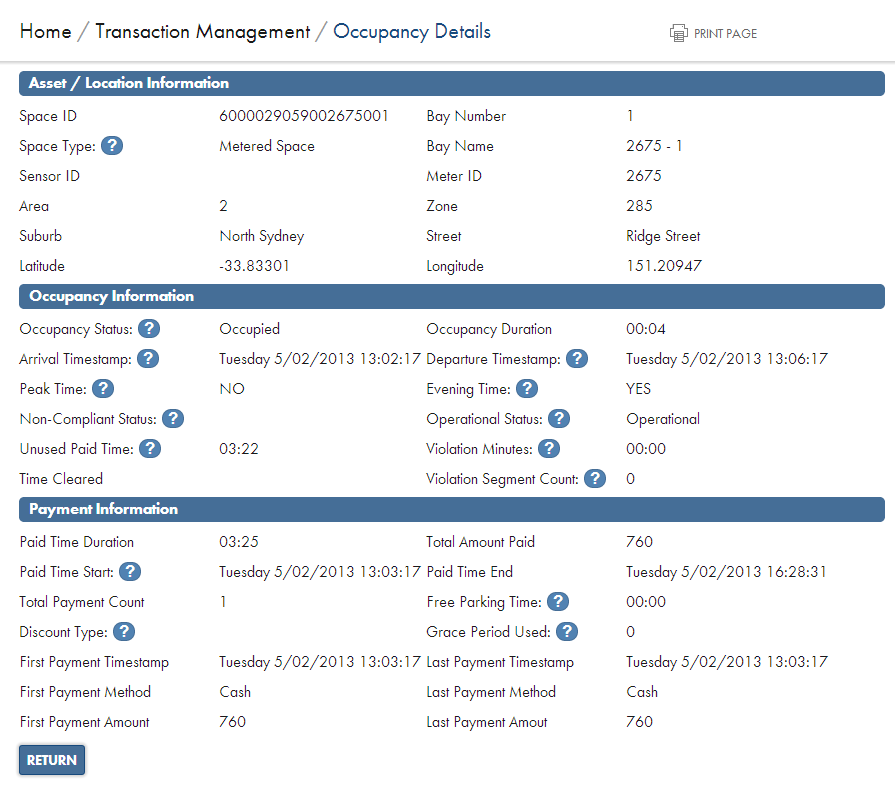 Home / Transaction Management / Occupancy Details PRINT PAGE
Asset / Location Information
Space ID 6000029059002675001 Bay Number 1
Space Type: ? Metered Space Bay Name 2675 - 1
Sensor ID Meter ID 2675
Area 2 Zone 285
Suburb North Sydney Street Ridge Street
Latitude -33.83301 Longitude 151.20947
Occupancy Information
Occupancy Status: ? Occupied Occupancy Duration 00:04
Arrival Timestamp: ? Tuesday 5/02/2013 13:02:17 Departure Timestamp: ? Tuesday 5/02/2013 13:06:17
Peak Time: ? NO Evening Time: ? YES
Non-Compliant Status: ? Operational Status: ? Operational
Unused Paid Time: ? 03:22 Violation Minutes: ? 00:00
Time Cleared Violation Segment Count: ? 0
Payment Information
Paid Time Duration 03:25 Total Amount Paid 760
Paid Time Start: ? Tuesday 5/02/2013 13:03:17 Paid Time End Tuesday 5/02/2013 16:28:31
Total Payment Count 1 Free Parking Time: ? 00:00
Discount Type: ? Grace Period Used: ? 0
First Payment Timestamp Tuesday 5/02/2013 13:03:17 Last Payment Timestamp Tuesday 5/02/2013 13:03:17
First Payment Method Cash Last Payment Method Cash
First Payment Amount 760 Last Payment Amout 760
RETURN